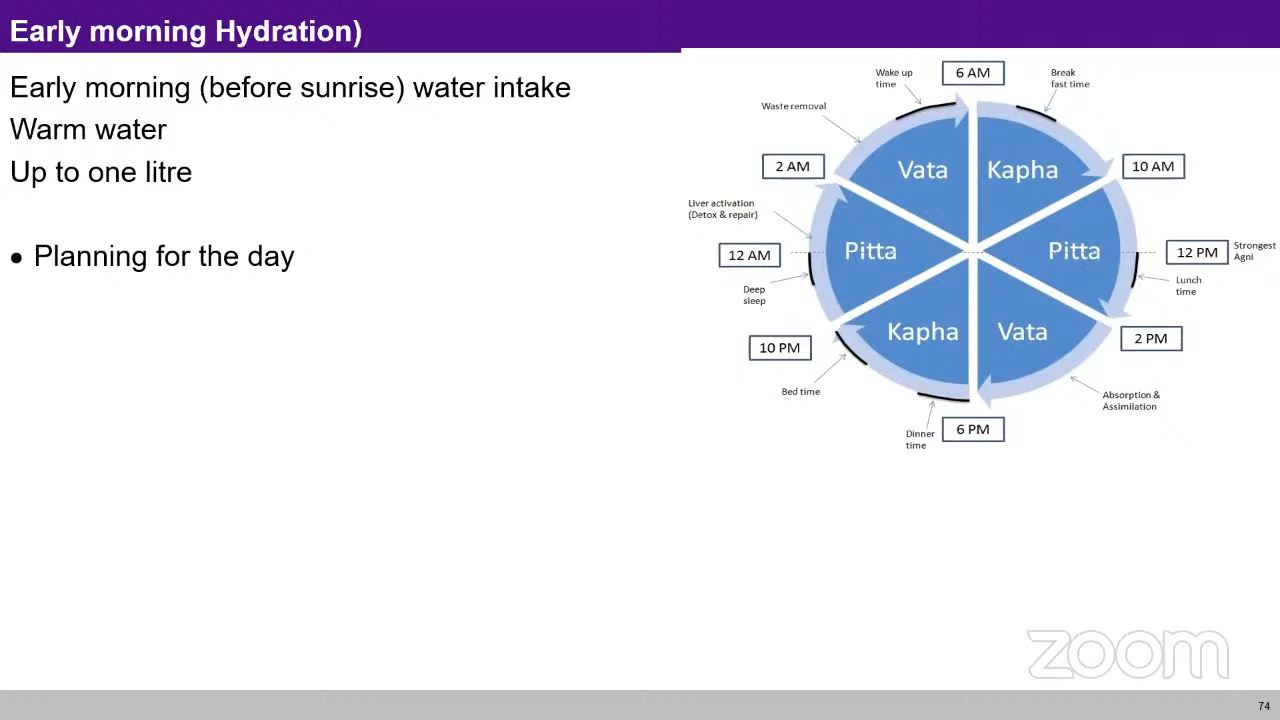 Early morning Hydration)
Early morning (before sunrise) water intake
Warm water
Up to one litre
• Planning for the day
6 AM
Wake up
time
Break
fast time
Waste removal
2 AM
Vata
Kapha
10 AM
Liver activation
(Detox & repair)
12 AM
Pitta
Pitta
12 PM
Strongest
Agni
Deep
sleep
Lunch
time
10 PM
Kapha
Vata
2 PM
Bed time
Absorption &
Assimilation
Dinner
time
6 PM
zoom
74